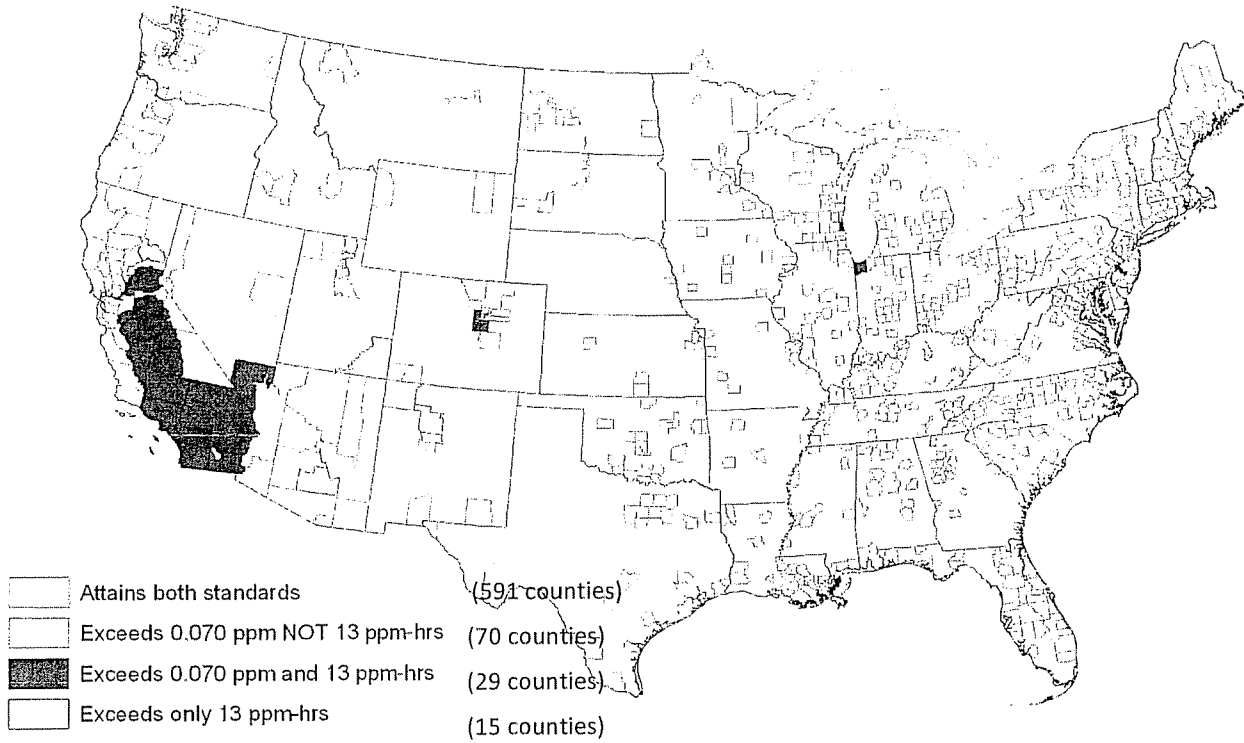 Attains both standards (591 counties)
Exceeds 0.070 ppm NOT 13 ppm-hrs (70 counties)
Exceeds 0.070 ppm and 13 ppm-hrs (29 counties)
Exceeds only 13 ppm-hrs (15 counties)